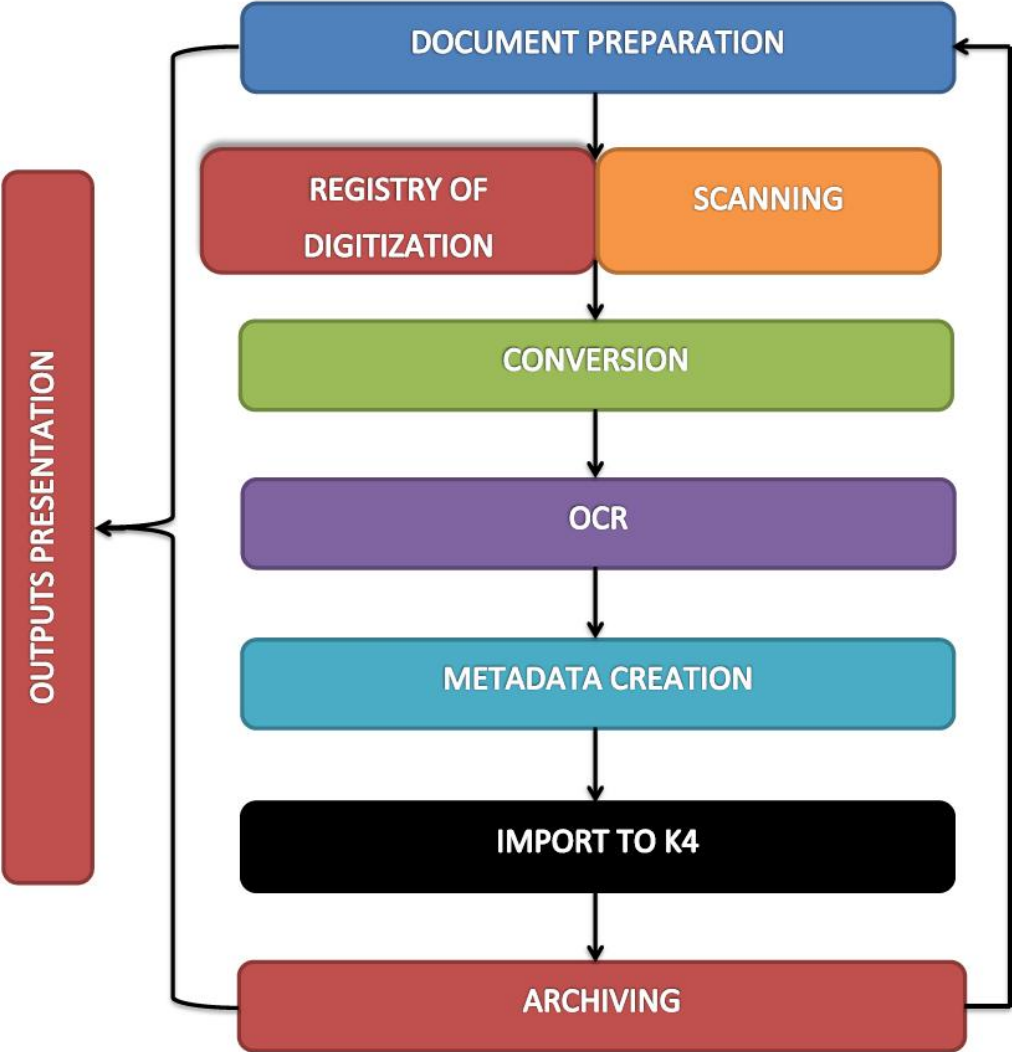 DOCUMENT PREPARATION
REGISTRY OF
DIGITIZATION
SCANNING
CONVERSION
OCR
METADATA CREATION
IMPORT TO K4
ARCHIVING
OUTPUTS PRESENTATION